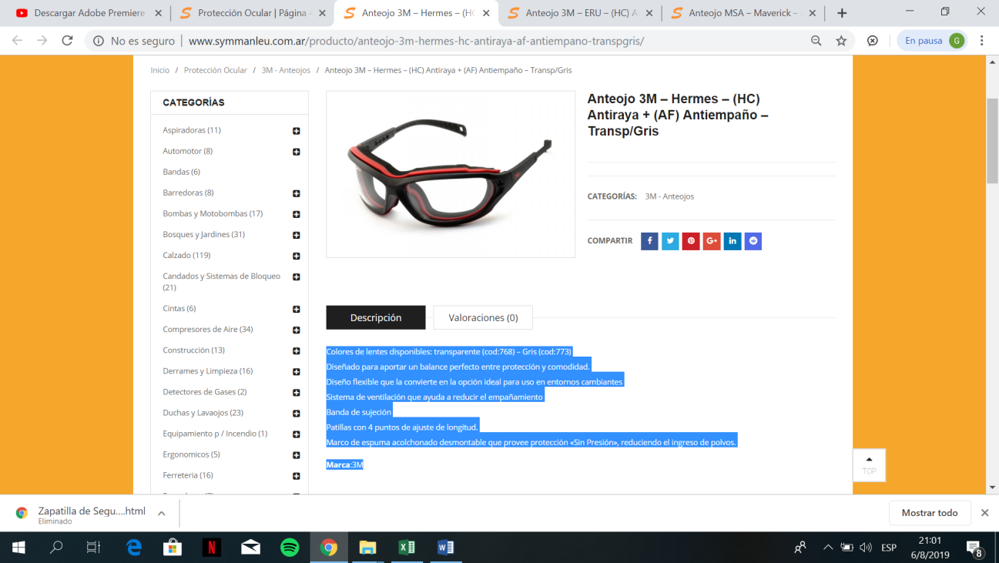 Descargar Adobe Premiere
Protección Ocular | Página 4
Anteojo 3M – Hermes – (HC
Anteojo 3M – ERU – (HC) A
Anteojo MSA – Maverick –
No es seguro
www.symmanleu.com.ar/producto/anteojo-3m-hermes-hc-antiraya-af-antiempano-transpgris/
En pausa
G
Inicio / Protección Ocular / 3M - Anteojos / Anteojo 3M – Hermes – (HC) Antiraya + (AF) Antiempaño – Transp/Gris
CATEGORÍAS
Aspiradoras (11)
Automotor (8)
Bandas (6)
Barredoras (8)
Bombas y Motobombas (17)
Bosques y Jardines (31)
Calzado (119)
Candados y Sistemas de Bloqueo
(21)
Cintas (6)
Compresores de Aire (34)
Construcción (13)
Derrames y Limpieza (16)
Detectores de Gases (2)
Duchas y Lavaojos (23)
Equipamiento p / Incendio (1)
Ergonomicos (5)
Ferreteria (16)
Anteojo 3M – Hermes – (HC)
Antiraya + (AF) Antiempaño –
Transp/Gris
CATEGORÍAS: 3M - Anteojos
COMPARTIR
Descripción
Valoraciones (0)
Colores de lentes disponibles: transparente (cod:768) – Gris (cod:773)
Diseñado para aportar un balance perfecto entre protección y comodidad.
Diseño flexible que la convierte en la opción ideal para uso en entornos cambiantes
Sistema de ventilación que ayuda a reducir el empañamiento
Banda de sujeción
Patillas con 4 puntos de ajuste de longitud.
Marco de espuma acolchonado desmontable que provee protección «Sin Presión», reduciendo el ingreso de polvos.
Marca:3M
TOP
Zapatilla de Segu....html
Eliminado
Mostrar todo
ESP
21:01
6/8/2019
8